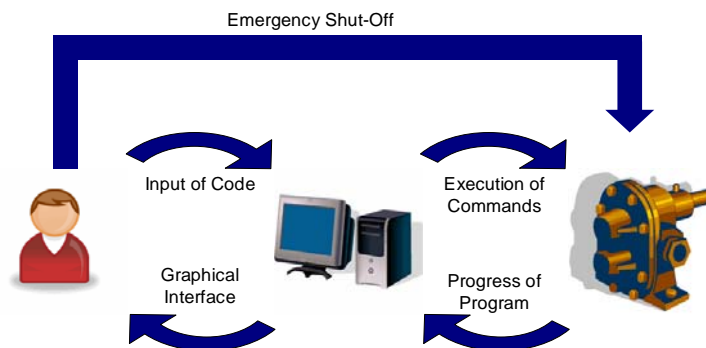 Emergency Shut-Off
Input of Code
Execution of
Commands
Graphical
Interface
Progress of
Program